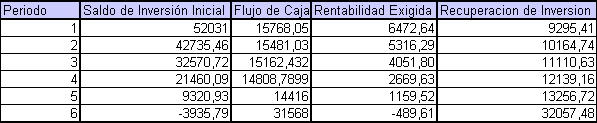 Periodo Saldo de Inversión Inicial Flujo de Caja Rentabilidad Exigida Recuperacion de Inversion
1 52031 15768,05 6472,64 9295,41
2 42735,46 15481,03 5316,29 10164,74
3 32570,72 15162,432 4051,80 11110,63
4 21460,09 14808,7899 2669,63 12139,16
5 9320,93 14416 1159,52 13256,72
6 -3935,79 31568 -489,61 32057,48